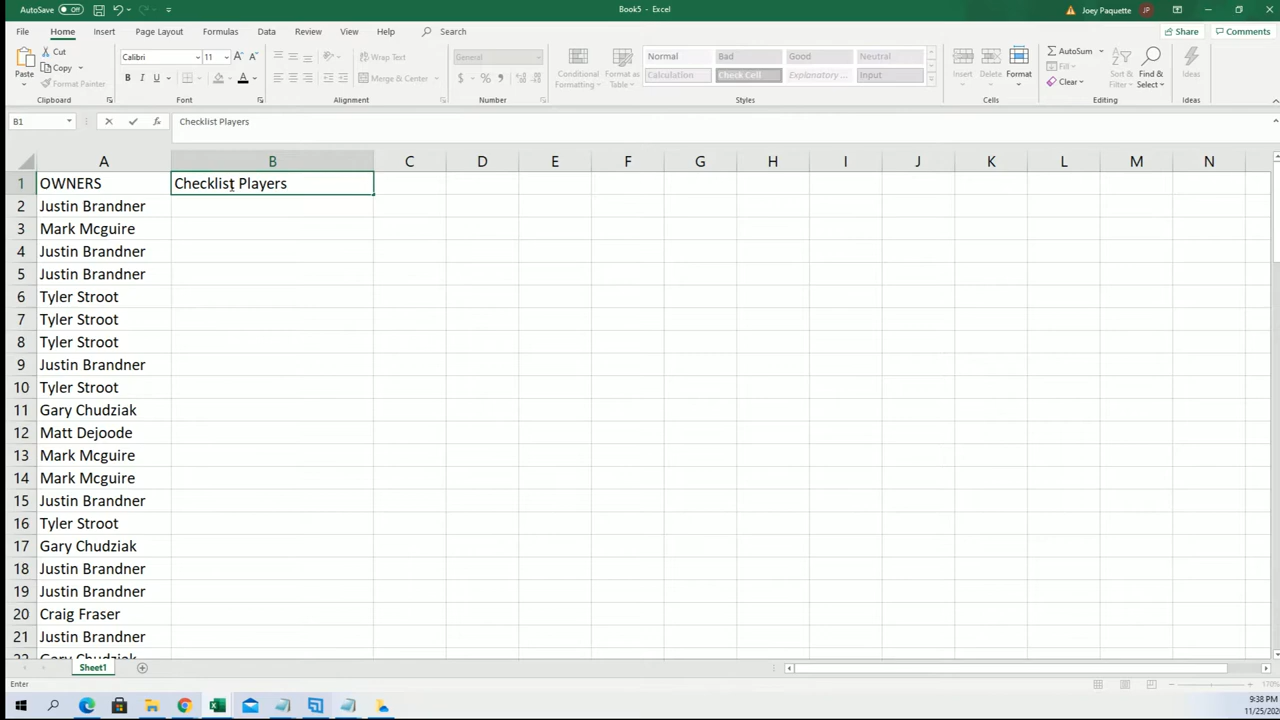 AutoSave Off Book5 - Excel Joey Paquette JP
File Home Insert Page Layout Formulas Data Review View Help Search Share Comments
Paste Cut Copy Format Painter
Clipboard
Calibri 11 B I U A
Font
Wrap Text Merge & Center
Alignment
General $ % 9
Number
Conditional Formatting Format as Table
Normal Bad Good Neutral
Calculation Check Cell Explanatory ... Input
Styles
Insert Delete Format
Cells
AutoSum Fill Clear Sort & Filter Find & Select
Editing
Ideas
Ideas
B1 fx Checklist Players
A B C D E F G H I J K L M N
1 OWNERS Checklist Players
2 Justin Brandner
3 Mark Mcguire
4 Justin Brandner
5 Justin Brandner
6 Tyler Stroot
7 Tyler Stroot
8 Tyler Stroot
9 Justin Brandner
10 Tyler Stroot
11 Gary Chudziak
12 Matt Dejoode
13 Mark Mcguire
14 Mark Mcguire
15 Justin Brandner
16 Tyler Stroot
17 Gary Chudziak
18 Justin Brandner
19 Justin Brandner
20 Craig Fraser
21 Justin Brandner
22 Gary Chudziak
Sheet1
Enter 170%
9:38 PM